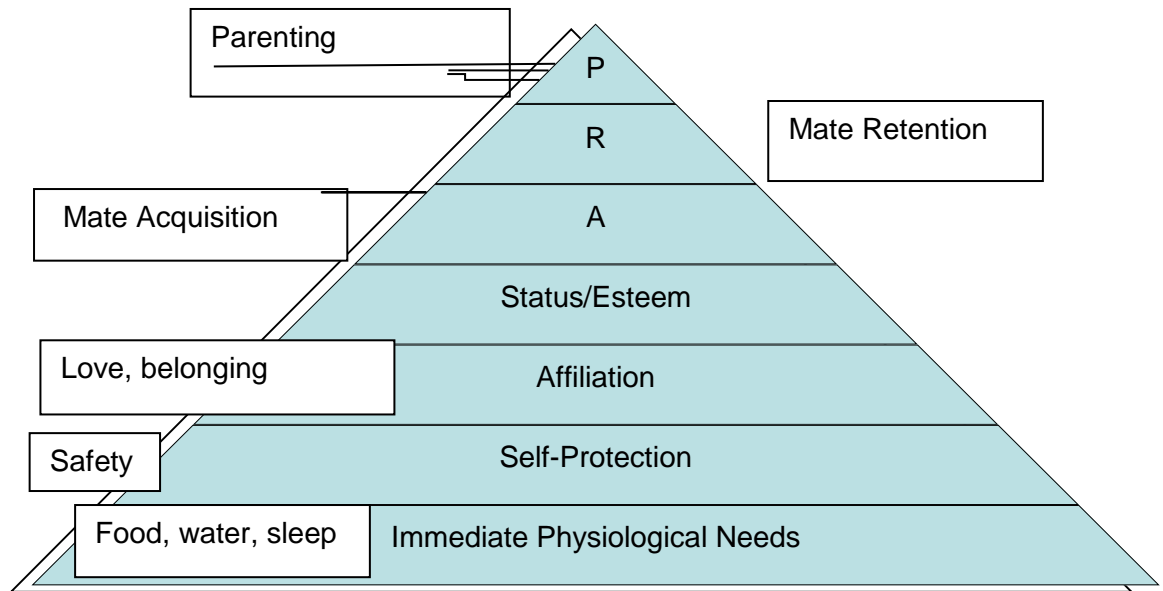 Parenting
P
Mate Retention
R
Mate Acquisition
A
Status/Esteem
Love, belonging
Affiliation
Safety
Self-Protection
Food, water, sleep
Immediate Physiological Needs